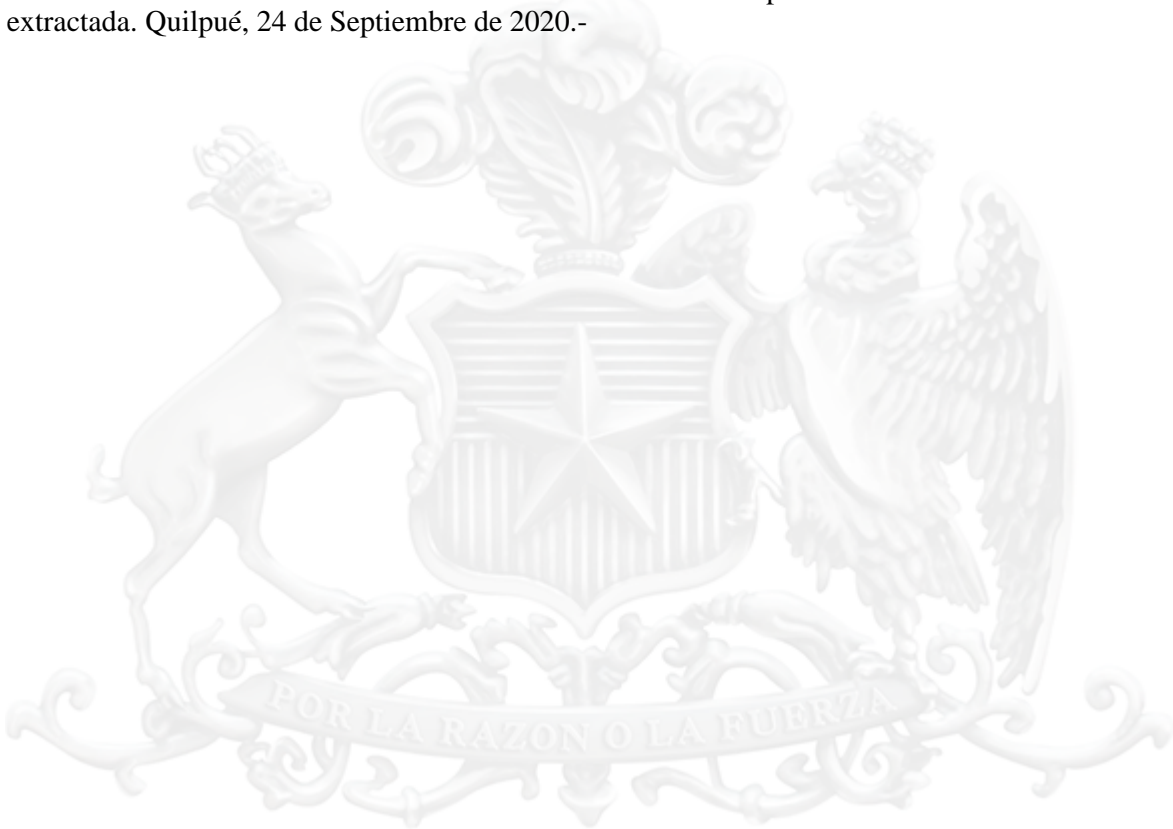 extractada. Quilpué, 24 de Septiembre de 2020.-
POR LA RAZON O LA FUERZA